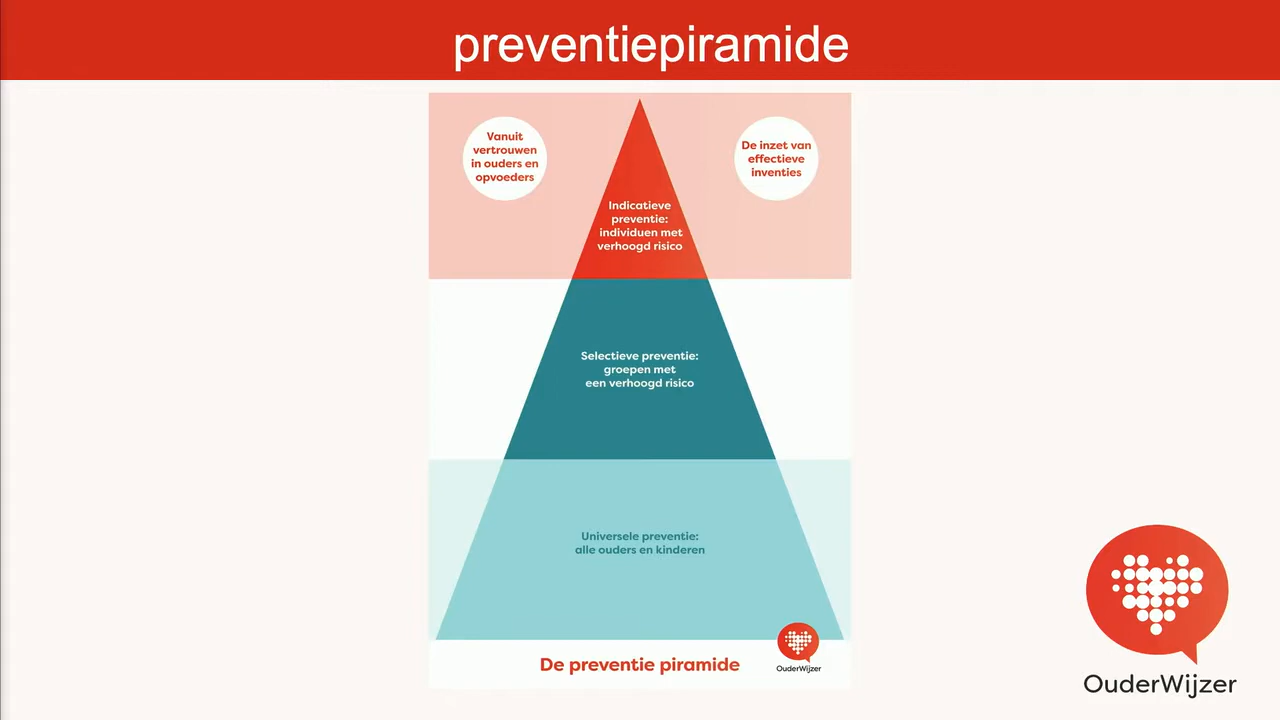 preventiepiramide
Vanuit
vertrouwen
in ouders en
opvoeders
De inzet van
effectieve
inventies
Indicatieve
preventie:
individuen met
verhoogd risico
Selectieve preventie:
groepen met
een verhoogd risico
Universele preventie:
alle ouders en kinderen
De preventie piramide
OuderWijzer
OuderWijzer